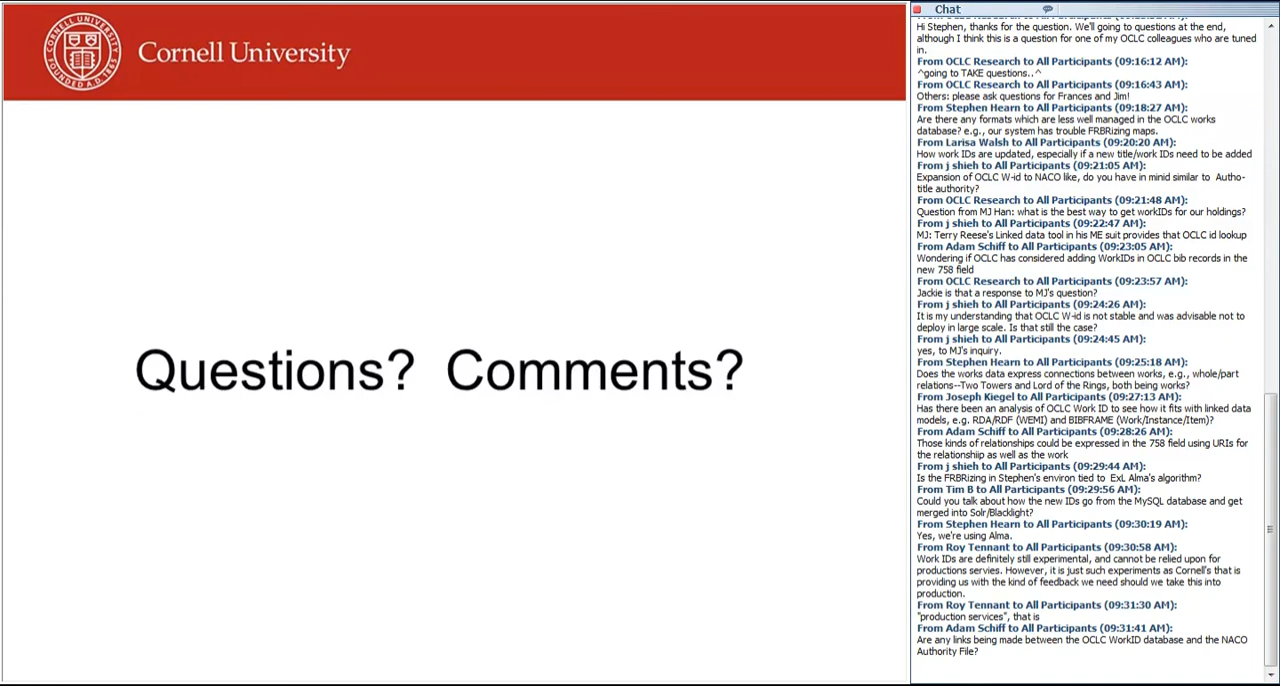 CORNELL UNIVERSITY
FOUNDED A.D. 1865
Cornell University
Questions? Comments?
Chat
Hi Stephen, thanks for the question. We'll going to questions at the end,
although I think this is a question for one of my OCLC colleagues who are tuned
in.
From OCLC Research to All Participants (09:16:12 AM):
^going to TAKE questions..^
From OCLC Research to All Participants (09:16:43 AM):
Others: please ask questions for Frances and Jim!
From Stephen Hearn to All Participants (09:18:27 AM):
Are there any formats which are less well managed in the OCLC works
database? e.g., our system has trouble FRBRizing maps.
From Larisa Walsh to All Participants (09:20:20 AM):
How work IDs are updated, especially if a new title/work IDs need to be added
From j shieh to All Participants (09:21:05 AM):
Expansion of OCLC W-id to NACO like, do you have in minid similar to Autho-
title authority?
From OCLC Research to All Participants (09:21:48 AM):
Question from MJ Han: what is the best way to get workIDs for our holdings?
From j shieh to All Participants (09:22:47 AM):
MJ: Terry Reese's Linked data tool in his ME suit provides that OCLC id lookup
From Adam Schiff to All Participants (09:23:05 AM):
Wondering if OCLC has considered adding WorkIDs in OCLC bib records in the
new 758 field
From OCLC Research to All Participants (09:23:57 AM):
Jackie is that a response to MJ's question?
From j shieh to All Participants (09:24:26 AM):
It is my understanding that OCLC W-id is not stable and was advisable not to
deploy in large scale. Is that still the case?
From j shieh to All Participants (09:24:45 AM):
yes, to MJ's inquiry.
From Stephen Hearn to All Participants (09:25:18 AM):
Does the works data express connections between works, e.g., whole/part
relations--Two Towers and Lord of the Rings, both being works?
From Joseph Kiegel to All Participants (09:27:13 AM):
Has there been an analysis of OCLC Work ID to see how it fits with linked data
models, e.g. RDA/RDF (WEMI) and BIBFRAME (Work/Instance/Item)?
From Adam Schiff to All Participants (09:28:26 AM):
Those kinds of relationships could be expressed in the 758 field using URIs for
the relationshiip as well as the work
From j shieh to All Participants (09:29:44 AM):
Is the FRBRizing in Stephen's environ tied to ExL Alma's algorithm?
From Tim B to All Participants (09:29:56 AM):
Could you talk about how the new IDs go from the MySQL database and get
merged into Solr/Blacklight?
From Stephen Hearn to All Participants (09:30:19 AM):
Yes, we're using Alma.
From Roy Tennant to All Participants (09:30:58 AM):
Work IDs are definitely still experimental, and cannot be relied upon for
productions servies. However, it is just such experiments as Cornell's that is
providing us with the kind of feedback we need should we take this into
production.
From Roy Tennant to All Participants (09:31:30 AM):
"production services", that is
From Adam Schiff to All Participants (09:31:41 AM):
Are any links being made between the OCLC WorkID database and the NACO
Authority File?